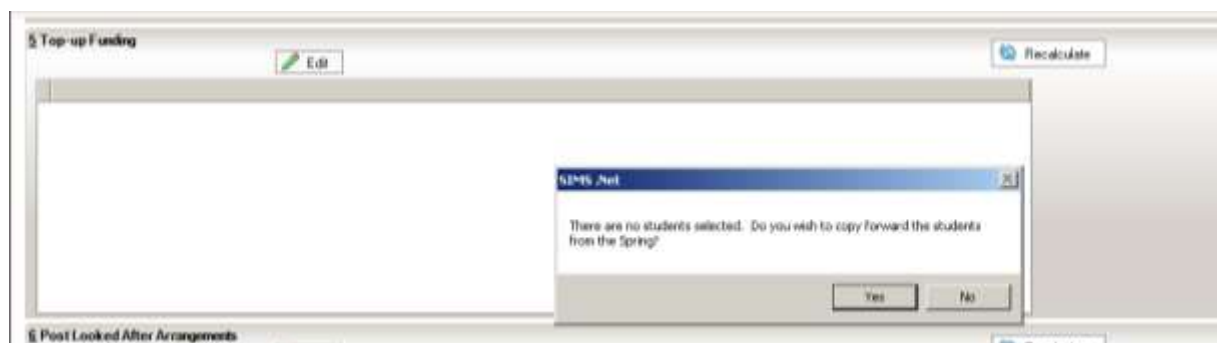 5 Top-up Funding
Edit
Recalculate
SIMS .Net
There are no students selected. Do you wish to copy forward the students
from the Spring?
Yes
No
6 Post Looked After Arrangements